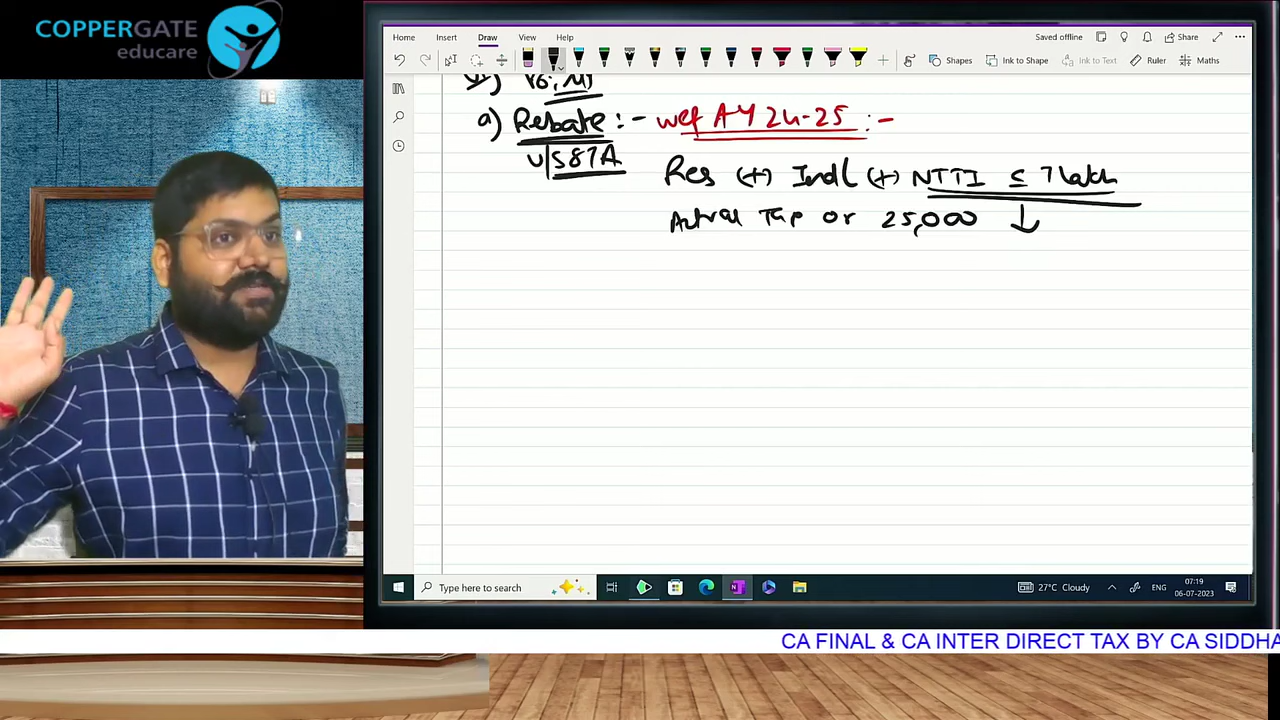 COPPERGATE
educare
Home Insert Draw View Help
Saved offline
Share
Shapes
Ink to Shape
Ink to Text
Ruler
Maths
a) Rebate :- wef AY 24-25 :-
u/s 87A
Res (+) Indl (+) NTTI ≤ 7 lakh
Actual Tax or 25,000 ↓
Type here to search
27°C Cloudy
ENG
07:19
06-07-2023
CA FINAL & CA INTER DIRECT TAX BY CA SIDDHA